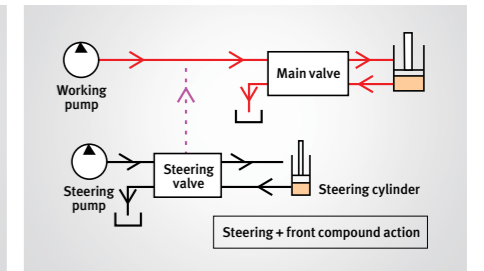 Working
pump
Main valve
Steering
pump
Steering
valve
Steering cylinder
Steering + front compound action